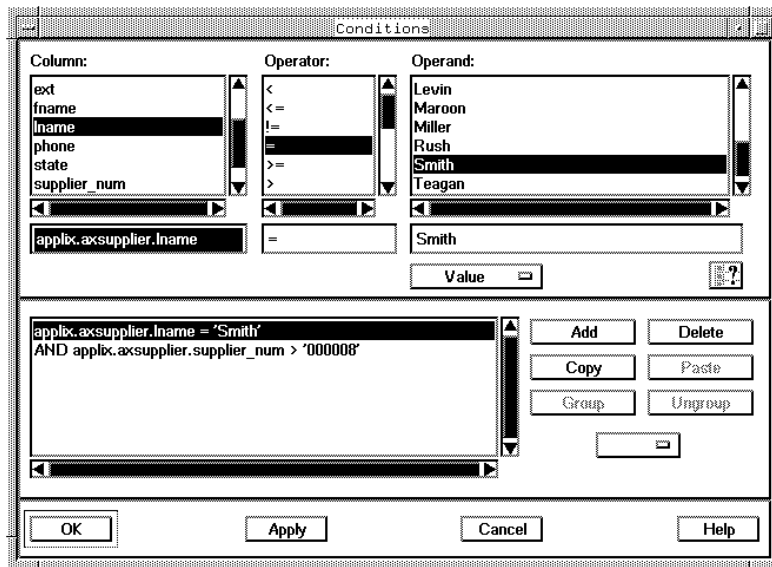 Conditions
Column:
Operator:
Operand:
ext
fname
lname
phone
state
supplier_num
<
<=
!=
=
>=
>
Levin
Maroon
Miller
Rush
Smith
Teagan
applix.axsupplier.lname
=
Smith
Value
?
applix.axsupplier.lname = 'Smith'
AND applix.axsupplier.supplier_num > '000008'
Add
Delete
Copy
Paste
Group
Ungroup
OK
Apply
Cancel
Help